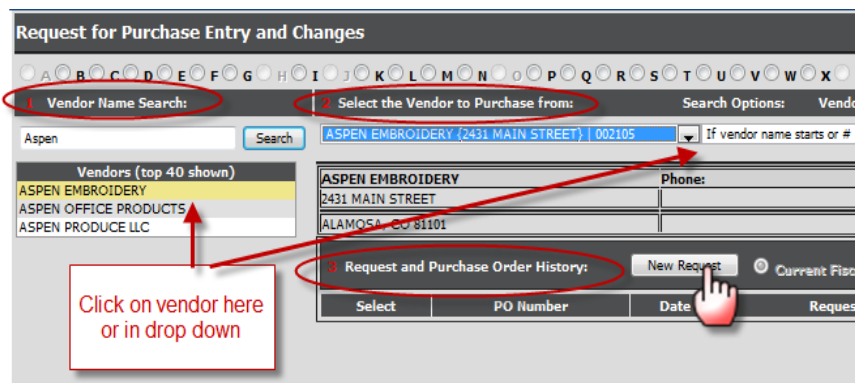 Request for Purchase Entry and Changes
A B C D E F G H I J K L M N O P Q R S T U V W X
1 Vendor Name Search:
2 Select the Vendor to Purchase from:
Search Options:
Aspen
Search
ASPEN EMBROIDERY {2431 MAIN STREET} | 002105
If vendor name starts or #
Vendors (top 40 shown)
ASPEN EMBROIDERY
ASPEN OFFICE PRODUCTS
ASPEN PRODUCE LLC
ASPEN EMBROIDERY
Phone:
2431 MAIN STREET
ALAMOSA, CO 81101
3 Request and Purchase Order History:
New Request
Current
Select
PO Number
Date
Click on vendor here
or in drop down